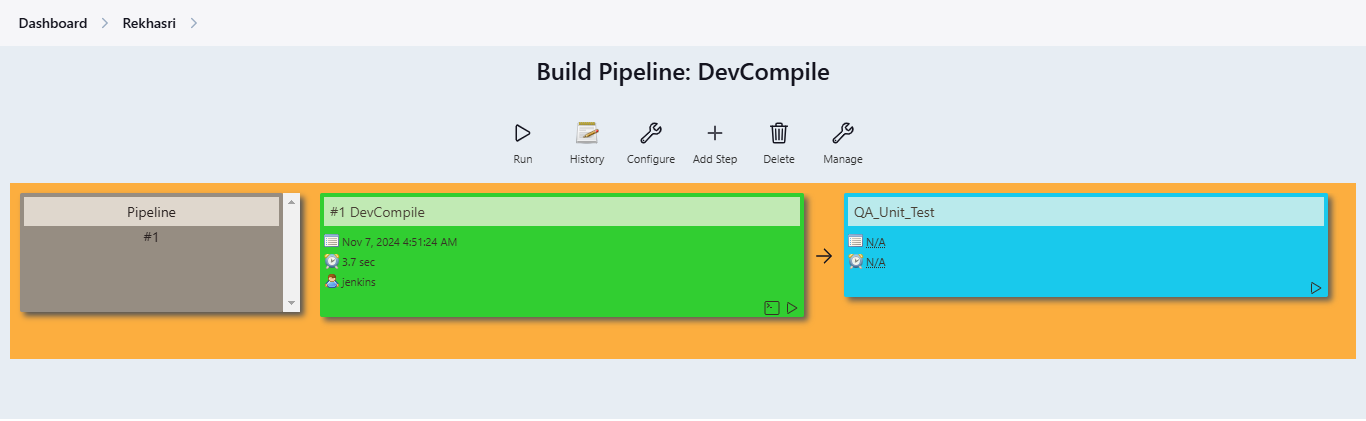 Dashboard Rekhasri
Build Pipeline: DevCompile
Run History Configure Add Step Delete Manage
Pipeline
#1
#1 DevCompile
Nov 7, 2024 4:51:24 AM
3.7 sec
jenkins
QA_Unit_Test
N/A
N/A